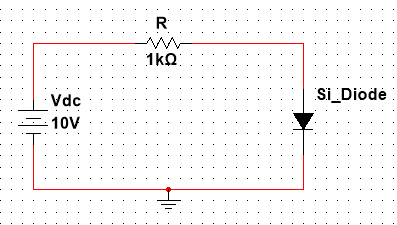 R
1kΩ
Vdc
10V
Si_Diode